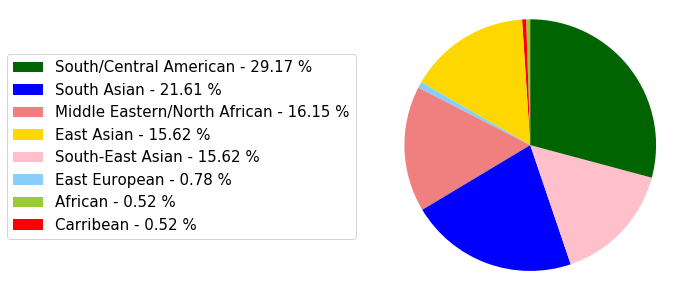 South/Central American - 29.17 %
South Asian - 21.61 %
Middle Eastern/North African - 16.15 %
East Asian - 15.62 %
South-East Asian - 15.62 %
East European - 0.78 %
African - 0.52 %
Carribean - 0.52 %